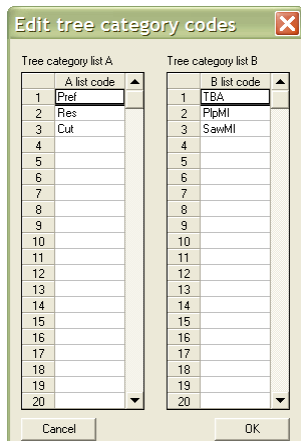 Edit tree category codes
Tree category list A
A list code
1 Pref
2 Res
3 Cut
4
5
6
7
8
9
10
11
12
13
14
15
16
17
18
19
20
Tree category list B
B list code
1 TBA
2 PlpMl
3 SawMl
4
5
6
7
8
9
10
11
12
13
14
15
16
17
18
19
20
Cancel
OK